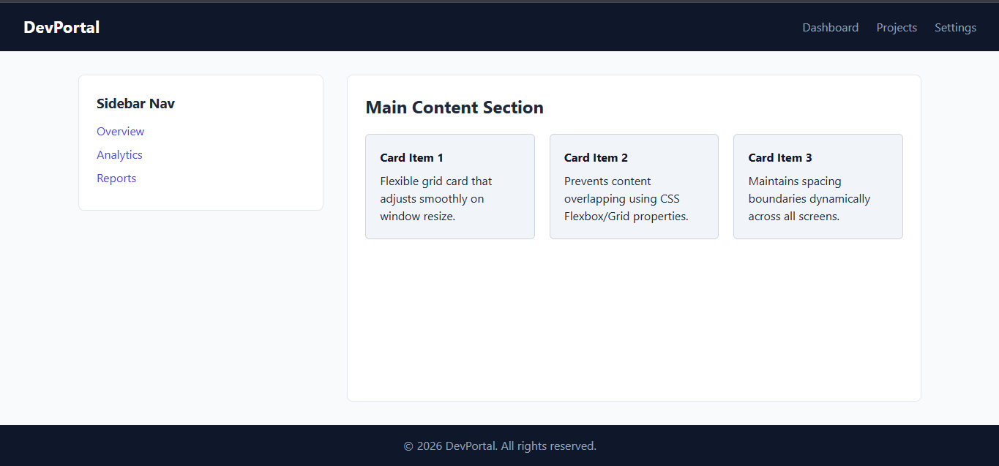 DevPortal
Dashboard Projects Settings
Sidebar Nav
Overview
Analytics
Reports
Main Content Section
Card Item 1
Flexible grid card that
adjusts smoothly on
window resize.
Card Item 2
Prevents content
overlapping using CSS
Flexbox/Grid properties.
Card Item 3
Maintains spacing
boundaries dynamically
across all screens.
© 2026 DevPortal. All rights reserved.